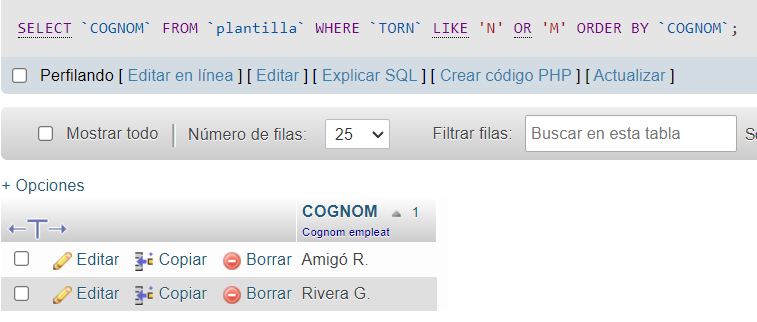 SELECT `COGNOM` FROM `plantilla` WHERE `TORN` LIKE 'N' OR 'M' ORDER BY `COGNOM`;
Perfilando [ Editar en línea ] [ Editar ] [ Explicar SQL ] [ Crear código PHP ] [ Actualizar ]
Mostrar todo Número de filas: 25 Filtrar filas: Buscar en esta tabla
+ Opciones
←T→ COGNOM 1
Cognom empleat
Editar Copiar Borrar Amigó R.
Editar Copiar Borrar Rivera G.